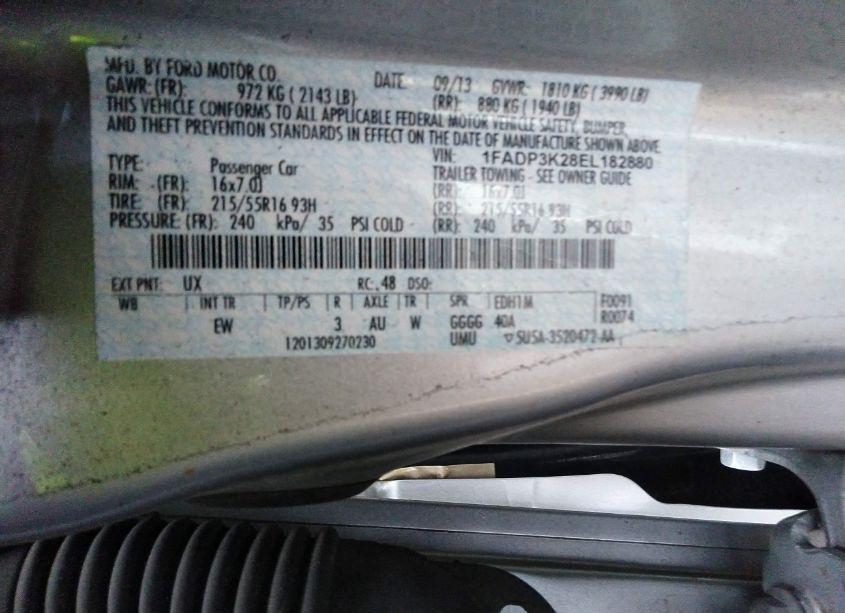 MFD. BY FORD MOTOR CO.
DATE: 09/13 GVWR: 1810 KG ( 3990 LB)
GAWR: (FR): 972 KG ( 2143 LB) (RR): 880 KG ( 1940 LB)
THIS VEHICLE CONFORMS TO ALL APPLICABLE FEDERAL MOTOR VEHICLE SAFETY, BUMPER,
AND THEFT PREVENTION STANDARDS IN EFFECT ON THE DATE OF MANUFACTURE SHOWN ABOVE.
VIN: 1FADP3K28EL182880
TYPE: Passenger Car TRAILER TOWING - SEE OWNER GUIDE
RIM: (FR): 16x7.0J (RR): 16x7.0J
TIRE: (FR): 215/55R16 93H (RR): 215/55R16 93H
PRESSURE: (FR): 240 kPa/ 35 PSI COLD (RR): 240 kPa/ 35 PSI COLD
EXT PNT: UX RC: 48 DSO:
WB INT TR TP/PS R AXLE TR SPR EDH1M F0091
EW 3 AU W GGGG 40A R0074
1201309270230 UMU ▽ 5U5A-3520472-AA